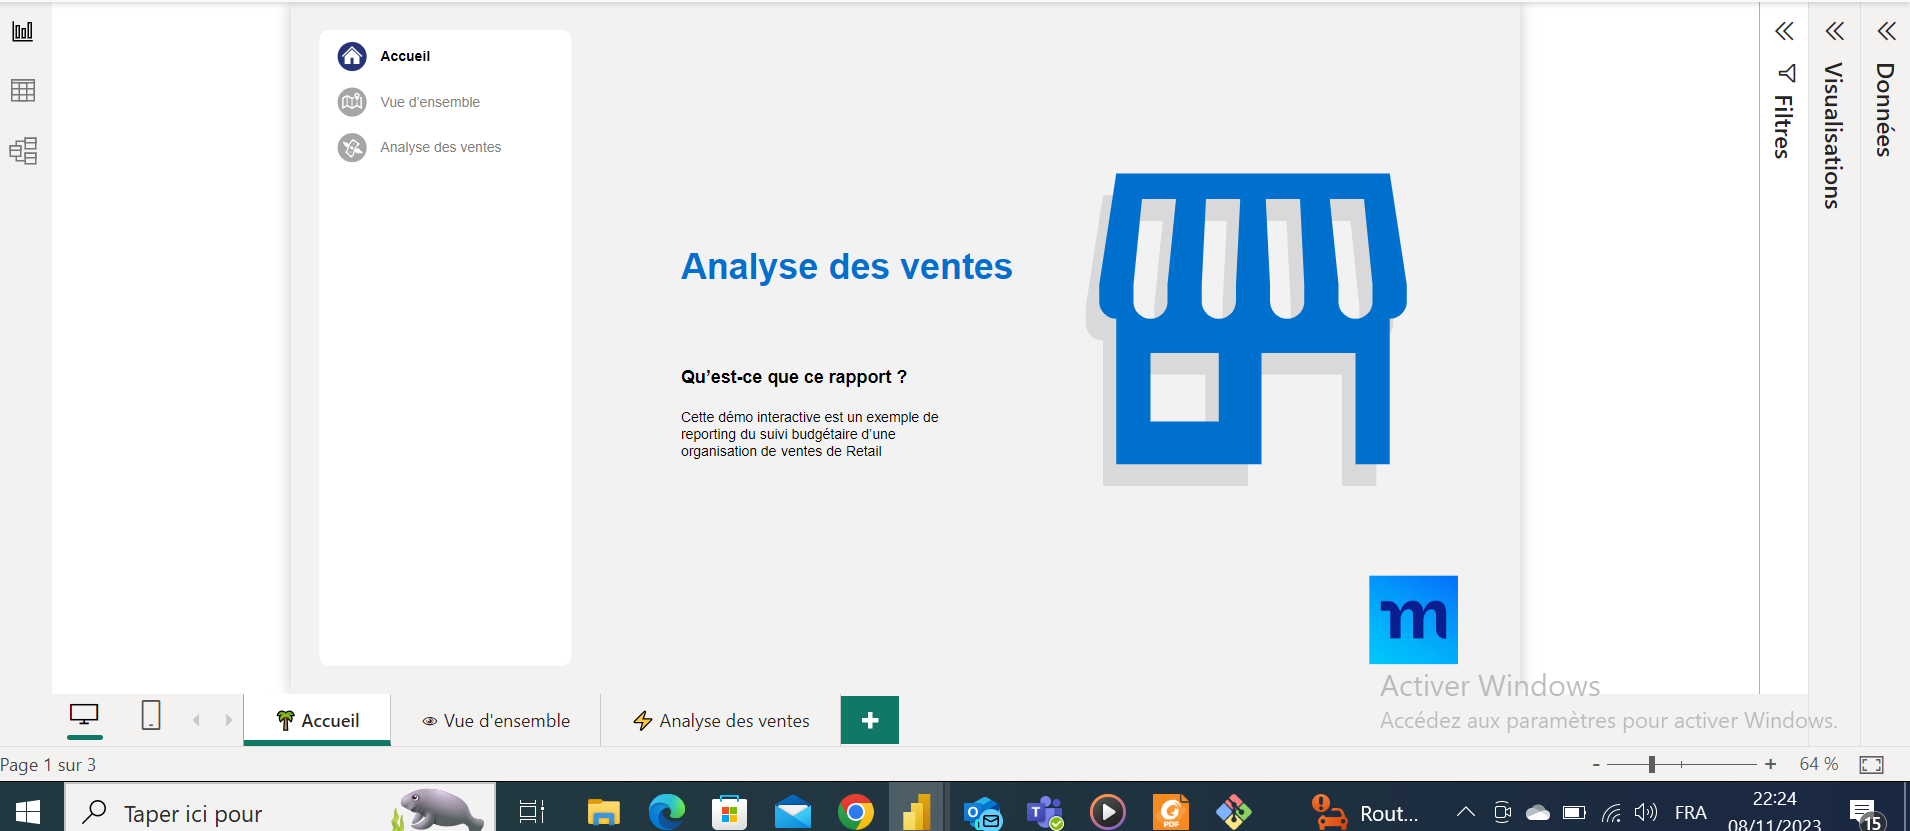 Accueil
Vue d'ensemble
Analyse des ventes
Analyse des ventes
Qu’est-ce que ce rapport ?
Cette démo interactive est un exemple de
reporting du suivi budgétaire d’une
organisation de ventes de Retail
m
Filtres
Visualisations
Données
Activer Windows
Accédez aux paramètres pour activer Windows.
Accueil
Vue d'ensemble
Analyse des ventes
+
Page 1 sur 3
- + 64 %
Taper ici pour
PDF
Rout...
FRA
22:24
08/11/2023
15